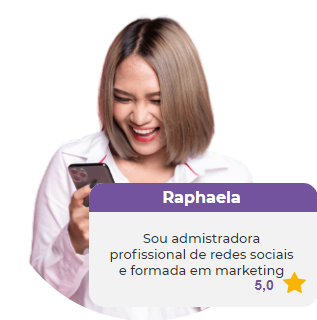 Raphaela
Sou admistradora
profissional de redes sociais
e formada em marketing
5,0